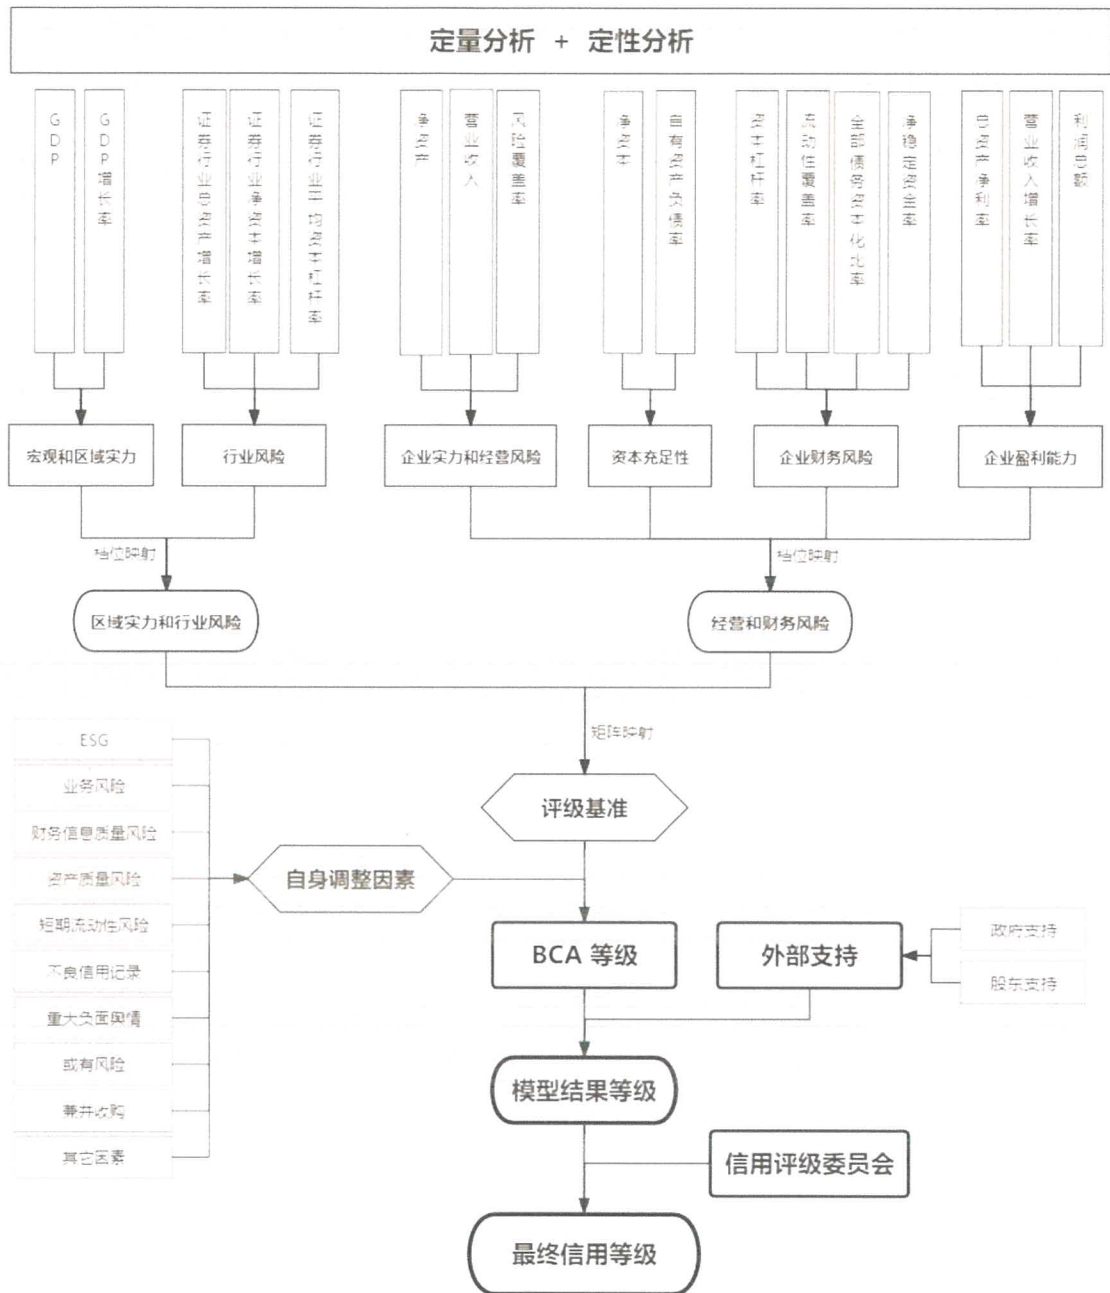 定量分析 + 定性分析
GDP
GDP增长率
证券行业总资产增长率
证券行业净资本增长率
证券行业平均资本杠杆率
净资产
营业收入
风险覆盖率
净资本
自有资产负债率
资本杠杆率
流动性覆盖率
全部债务资本化比率
净稳定资金率
总资产净利率
营业收入增长率
利润总额
宏观和区域实力
行业风险
企业实力和经营风险
资本充足性
企业财务风险
企业盈利能力
档位映射
档位映射
区域实力和行业风险
经营和财务风险
矩阵映射
ESG
业务风险
财务信息质量风险
资产质量风险
短期流动性风险
不良信用记录
重大负面舆情
或有风险
兼并收购
其它因素
评级基准
自身调整因素
BCA 等级
外部支持
政府支持
股东支持
模型结果等级
信用评级委员会
最终信用等级